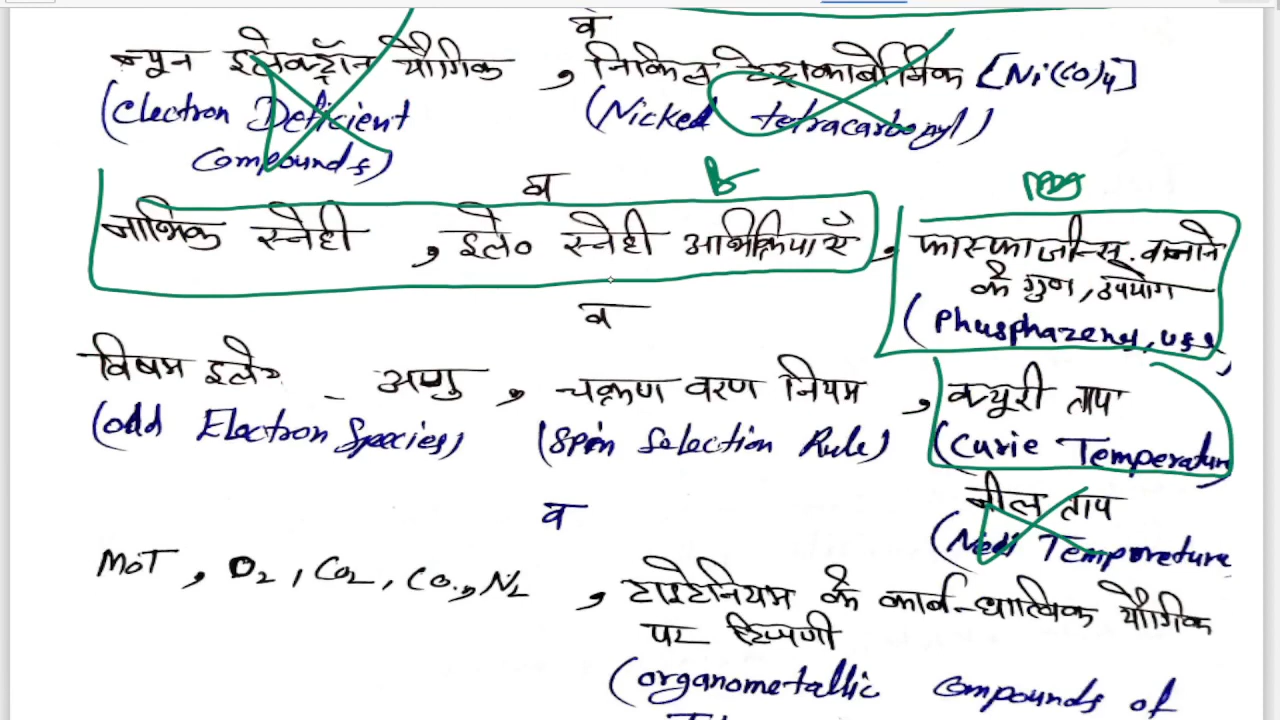 व
न्यून इलेक्ट्रॉन यौगिक , निकिल टेट्राकार्बोनिक [Ni(CO)4]
(Electron Deficient Compounds) (Nicked tetracarbonyl)
व
नाभिक स्नेही , इले० स्नेही अभिक्रियाएँ , फास्फाजीन्स बनाने के गुण, उपयोग
(Phusphazenes, uses,
व
विषम इले० अणु , चक्रण वरण नियम , क्यूरी ताप
(odd Electron Species) (Spin Selection Rule) (Curie Temperature
नील ताप
(Neel Temperature
व
MOT , O2 , CO2 , CO , N2 , टाइटेनियम के कार्ब-धात्विक यौगिक
पर टिप्पणी
(organometallic compounds of